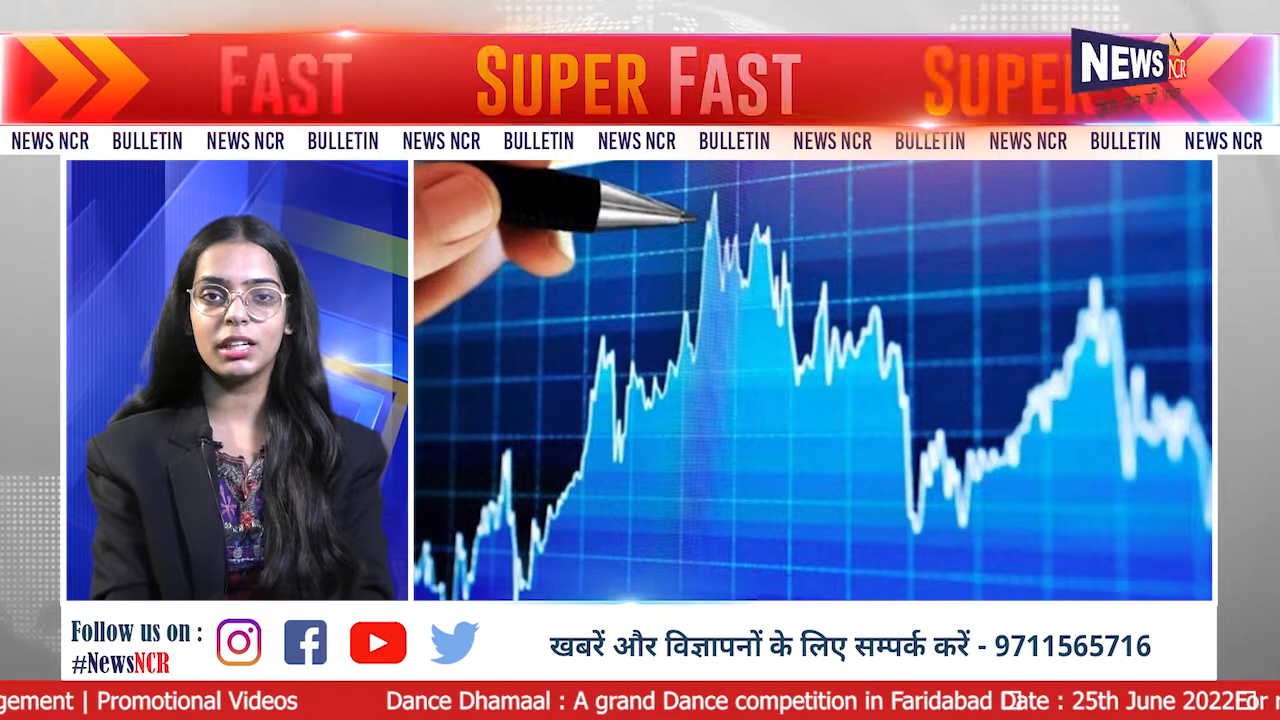 FAST SUPER FAST SUPER
NEWS NCR
NEWS NCR BULLETIN NEWS NCR BULLETIN NEWS NCR BULLETIN NEWS NCR BULLETIN NEWS NCR BULLETIN NEWS NCR BULLETIN NEWS NCR
Follow us on :
#NewsNCR
खबरें और विज्ञापनों के लिए सम्पर्क करें - 9711565716
gement | Promotional Videos Dance Dhamaal : A grand Dance competition in Faridabad Date : 25th June 2022 For